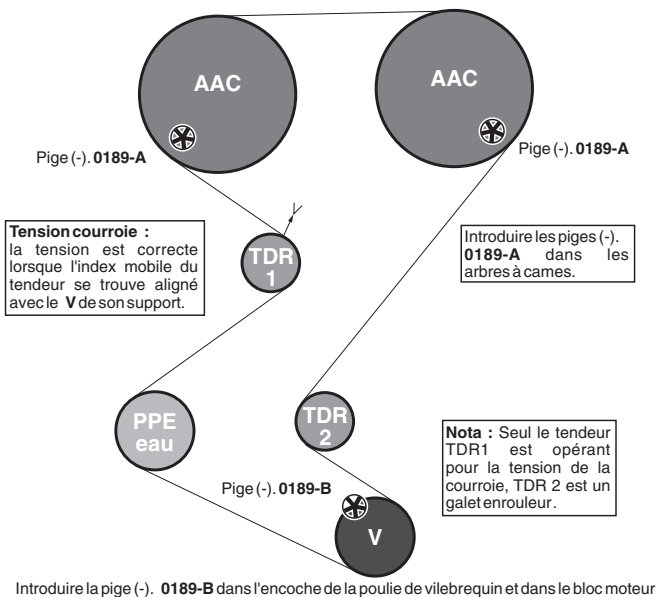 AAC
AAC
Pige (-). 0189-A
Pige (-). 0189-A
Tension courroie :
la tension est correcte
lorsque l'index mobile du
tendeur se trouve aligné
avec le V de son support.
TDR
1
Introduire les piges (-).
0189-A dans les
arbres à cames.
PPE
eau
TDR
2
Nota : Seul le tendeur
TDR1 est opérant
pour la tension de la
courroie, TDR 2 est un
galet enrouleur.
Pige (-). 0189-B
V
Introduire la pige (-). 0189-B dans l'encoche de la poulie de vilebrequin et dans le bloc moteur